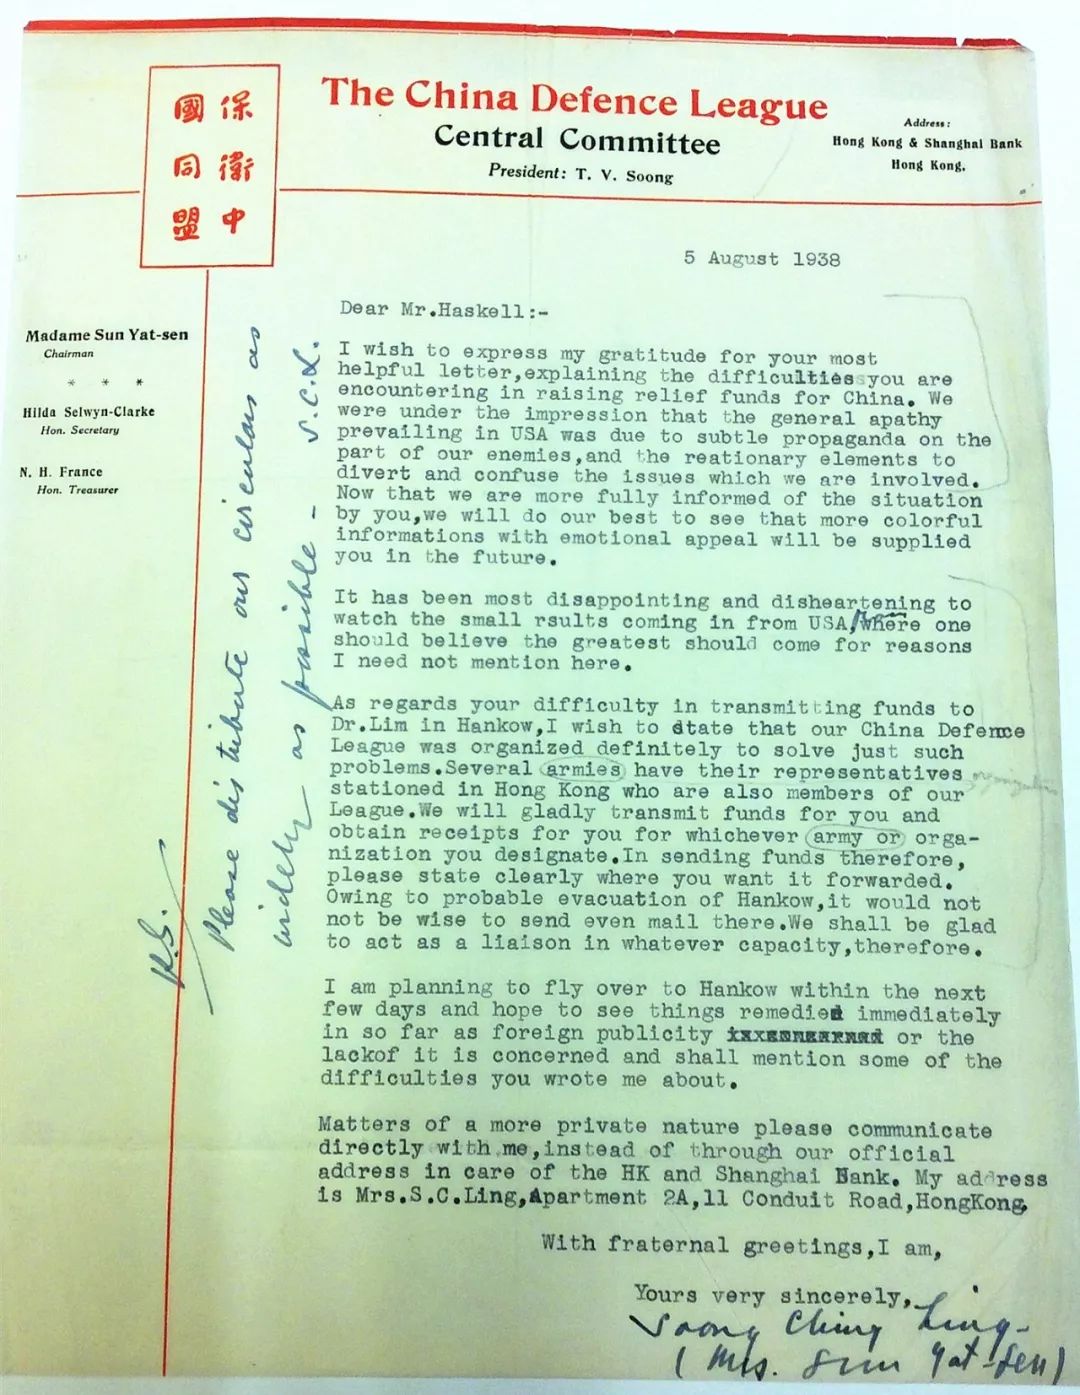 保衛中
國同盟
The China Defence League
Central Committee
President: T. V. Soong
Address:
Hong Kong & Shanghai Bank
Hong Kong.
Madame Sun Yat-sen
Chairman
* * *
Hilda Selwyn-Clarke
Hon. Secretary
N. H. France
Hon. Treasurer
5 August 1938
Dear Mr.Haskell:-
I wish to express my gratitude for your most
helpful letter,explaining the difficulties you are
encountering in raising relief funds for China. We
were under the impression that the general apathy
prevailing in USA was due to subtle propaganda on the
part of our enemies,and the reationary elements to
divert and confuse the issues which we are involved.
Now that we are more fully informed of the situation
by you,we will do our best to see that more colorful
informations with emotional appeal will be supplied
you in the future.
It has been most disappointing and disheartening to
watch the small rsults coming in from USA, where one
should believe the greatest should come for reasons
I need not mention here.
As regards your difficulty in transmitting funds to
Dr.Lim in Hankow,I wish to state that our China Defence
League was organized definitely to solve just such
problems.Several armies have their representatives
stationed in Hong Kong who are also members of our
League.We will gladly transmit funds for you and
obtain receipts for you for whichever army or orga-
nization you designate.In sending funds therefore,
please state clearly where you want it forwarded.
Owing to probable evacuation of Hankow,it would not
not be wise to send even mail there.We shall be glad
to act as a liaison in whatever capacity,therefore.
I am planning to fly over to Hankow within the next
few days and hope to see things remedied immediately
in so far as foreign publicity or the
lackof it is concerned and shall mention some of the
difficulties you wrote me about.
Matters of a more private nature please communicate
directly with me,instead of through our official
address in care of the HK and Shanghai Bank. My address
is Mrs.S.C.Ling,Apartment 2A,11 Conduit Road,HongKong.
With fraternal greetings,I am,
Yours very sincerely,
Soong Ching Ling-
(Mrs. Sun Yat-sen)
P.S.
Please distribute our circulars as
widely as possible - S.C.L.